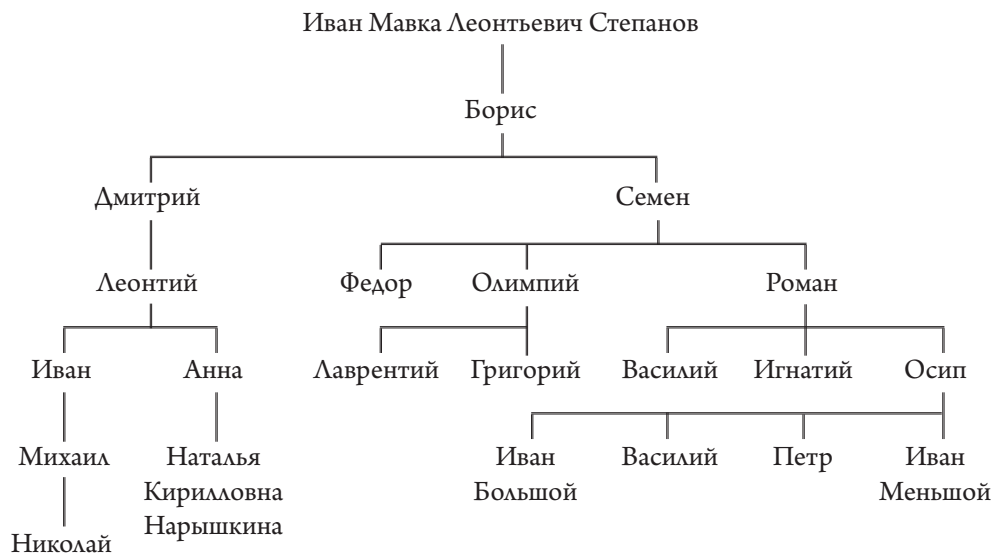 Иван Мавка Леонтьевич Степанов
Борис
Дмитрий Семен
Леонтий Федор Олимпий Роман
Иван Анна Лаврентий Григорий Василий Игнатий Осип
Михаил Наталья Иван Василий Петр Иван
Кирилловна Большой Меньшой
Нарышкина
Николай